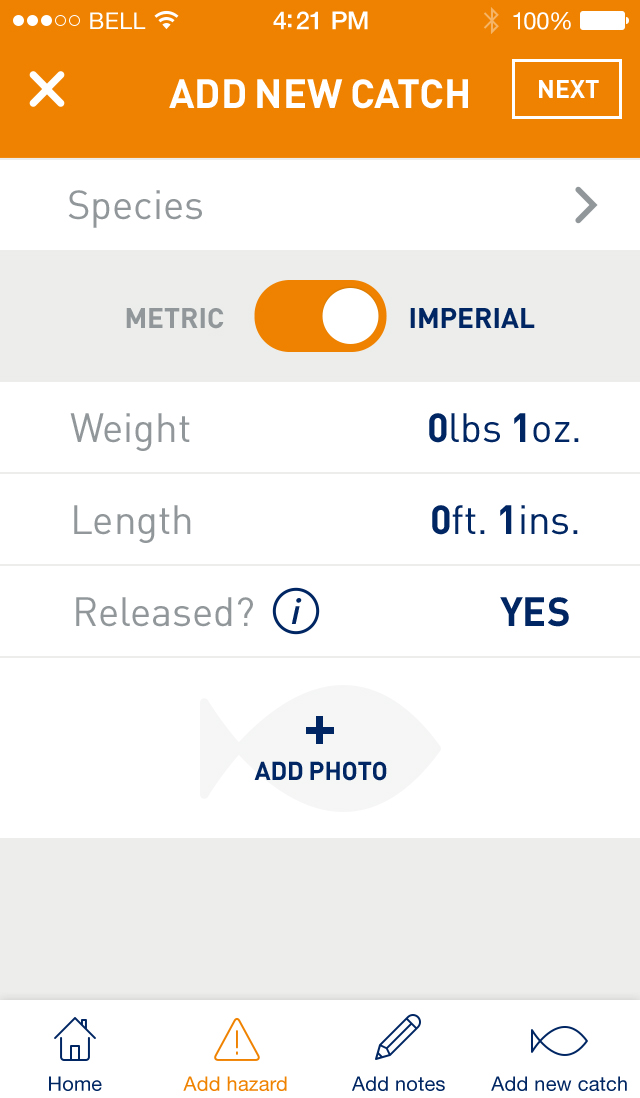 BELL 4:21 PM 100%
ADD NEW CATCH NEXT
Species
METRIC IMPERIAL
Weight 0lbs 1oz.
Length 0ft. 1ins.
Released? i YES
+
ADD PHOTO
Home Add hazard Add notes Add new catch